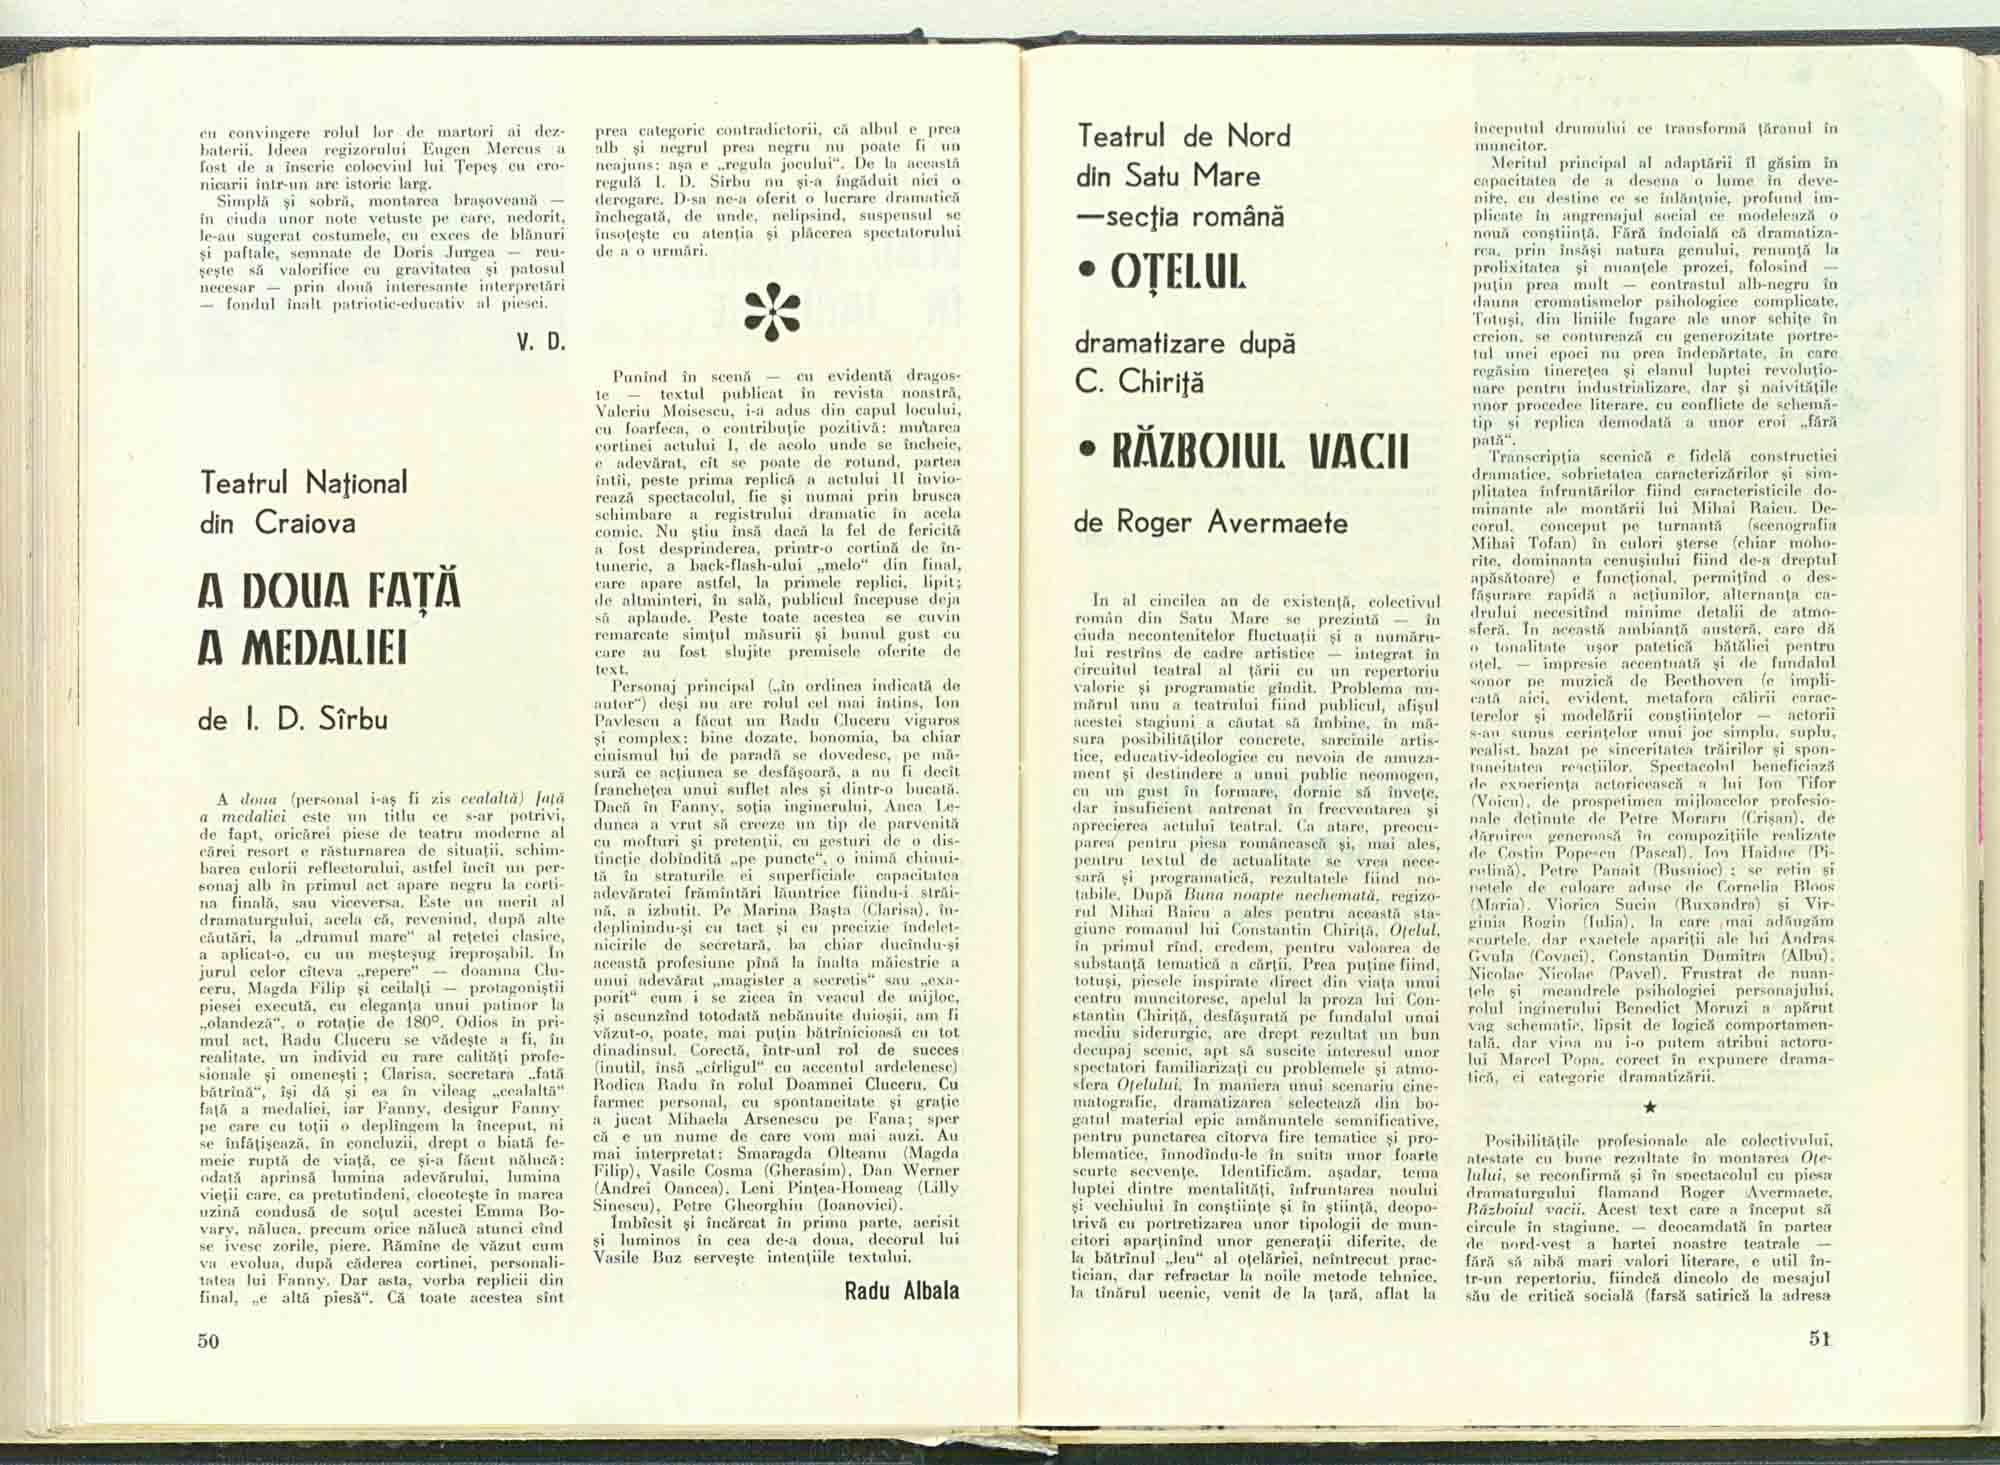 cu convingere rolul lor de martori ai dez-
baterii. Ideea regizorului Eugen Mercus a
fost de a înscrie colocviul lui Țepeș cu cro-
nicarii într-un arc istoric larg.
Simplă și sobră, montarea brașoveană —
în ciuda unor note vetuste pe care, nedorit,
le-au sugerat costumele, cu exces de blănuri
și paftale, semnate de Doris Jurgea — reu-
șește să valorifice cu gravitatea și patosul
necesar — prin două interesante interpretări
— fondul înalt patriotic-educativ al piesei.
V. D.
Teatrul Național
din Craiova
A DOUA FAȚĂ
A MEDALIEI
de I. D. Sîrbu
A doua (personal i-aș fi zis cealaltă) față
a medaliei este un titlu ce s-ar potrivi,
de fapt, oricărei piese de teatru moderne al
cărei resort e răsturnarea de situații, schim-
barea culorii reflectorului, astfel încît un per-
sonaj alb în primul act apare negru la corti-
na finală, sau viceversa. Este un merit al
dramaturgului, acela că, revenind, după alte
căutări, la „drumul mare“ al rețetei clasice,
a aplicat-o, cu un meșteșug ireproșabil. În
jurul celor cîteva „repere“ — doamna Clu-
ceru, Magda Filip și ceilalți — protagoniștii
piesei execută, cu eleganța unui patinor la
„olandeză“, o rotație de 180°. Odios în pri-
mul act, Radu Cluceru se vădește a fi, în
realitate, un individ cu rare calități profe-
sionale și omenești ; Clarisa, secretara „fată
bătrînă“, își dă și ea în vileag „cealaltă“
față a medaliei, iar Fanny, desigur Fanny
pe care cu toții o deplîngem la început, ni
se înfățișează, în concluzii, drept o biată fe-
meie ruptă de viață, ce și-a făcut nălucă:
odată aprinsă lumina adevărului, lumina
vieții care, ca pretutindeni, clocotește în marea
uzină condusă de soțul acestei Emma Bo-
vary, năluca, precum orice nălucă atunci cînd
se ivesc zorile, piere. Rămîne de văzut cum
va evolua, după căderea cortinei, personali-
tatea lui Fanny. Dar asta, vorba replicii din
final, „e altă piesă“. Că toate acestea sînt
50
prea categoric contradictorii, că albul e prea
alb și negrul prea negru nu poate fi un
neajuns: așa e „regula jocului“. De la această
regulă I. D. Sîrbu nu și-a îngăduit nici o
derogare. D-sa ne-a oferit o lucrare dramatică
închegată, de unde, nelipsind, suspensul se
însoțește cu atenția și plăcerea spectatorului
de a o urmări.
Punînd în scenă — cu evidentă dragos-
te — textul publicat în revista noastră,
Valeriu Moisescu, i-a adus din capul locului,
cu foarfeca, o contribuție pozitivă: mutarea
cortinei actului I, de acolo unde se încheie,
e adevărat, cît se poate de rotund, partea
întîi, peste prima replică a actului II învio-
rează spectacolul, fie și numai prin brusca
schimbare a registrului dramatic în acela
comic. Nu știu însă dacă la fel de fericită
a fost desprinderea, printr-o cortină de în-
tuneric, a back-flash-ului „melo“ din final,
care apare astfel, la primele replici, lipit;
de altminteri, în sală, publicul începuse deja
să aplaude. Peste toate acestea se cuvin
remarcate simțul măsurii și bunul gust cu
care au fost slujite premisele oferite de
text.
Personaj principal („în ordinea indicată de
autor“) deși nu are rolul cel mai întins, Ion
Pavlescu a făcut un Radu Cluceru viguros
și complex: bine dozate, bonomia, ba chiar
cinismul lui de paradă se dovedesc, pe mă-
sură ce acțiunea se desfășoară, a nu fi decît
franchețea unui suflet ales și dintr-o bucată.
Dacă în Fanny, soția inginerului, Anca Le-
dunca a vrut să creeze un tip de parvenită
cu mofturi și pretenții, cu gesturi de o dis-
tincție dobîndită „pe puncte“, o inimă chinui-
tă în straturile ei superficiale capacitatea
adevăratei frămîntări lăuntrice fiindu-i străi-
nă, a izbutit. Pe Marina Bașta (Clarisa), în-
deplinindu-și cu tact și cu precizie îndelet-
nicirile de secretară, ba chiar ducîndu-și
această profesiune pînă la înalta măiestrie a
unui adevărat „magister a secretis“ sau „exa-
porit“ cum i se zicea în veacul de mijloc,
și ascunzînd totodată nebănuite duioșii, am fi
văzut-o, poate, mai puțin bătrînicioasă cu tot
dinadinsul. Corectă, într-unl rol de succes
(inutil, însă „cîrligul“ cu accentul ardelenesc)
Rodica Radu în rolul Doamnei Cluceru. Cu
farmec personal, cu spontaneitate și grație
a jucat Mihaela Arsenescu pe Fana; sper
că e un nume de care vom mai auzi. Au
mai interpretat: Smaragda Olteanu (Magda
Filip), Vasile Cosma (Gherasim), Dan Werner
(Andrei Oancea), Leni Pințea-Homeag (Lilly
Sinescu), Petre Gheorghiu (Ioanovici).
Îmbîcsit și încărcat în prima parte, aerisit
și luminos în cea de-a doua, decorul lui
Vasile Buz servește intențiile textului.
Radu Albala
Teatrul de Nord
din Satu Mare
—secția română
• OȚELUL
dramatizare după
C. Chiriță
• RĂZBOIUL VACII
de Roger Avermaete
In al cincilea an de existență, colectivul
român din Satu Mare se prezintă — în
ciuda necontenitelor fluctuații și a număru-
lui restrîns de cadre artistice — integrat în
circuitul teatral al țării cu un repertoriu
valoric și programatic gîndit. Problema nu-
mărul unu a teatrului fiind publicul, afișul
acestei stagiuni a căutat să îmbine, în mă-
sura posibilităților concrete, sarcinile artis-
tice, educativ-ideologice cu nevoia de amuza-
ment și destindere a unui public neomogen,
cu un gust în formare, dornic să învețe,
dar insuficient antrenat în frecventarea și
aprecierea actului teatral. Ca atare, preocu-
parea pentru piesa românească și, mai ales,
pentru textul de actualitate se vrea nece-
sară și programatică, rezultatele fiind no-
tabile. După Buna noapte nechemată, regizo-
rul Mihai Raicu a ales pentru această sta-
giune romanul lui Constantin Chiriță, Oțelul,
în primul rînd, credem, pentru valoarea de
substanță tematică a cărții. Prea puține fiind,
totuși, piesele inspirate direct din viața unui
centru muncitoresc, apelul la proza lui Con-
stantin Chiriță, desfășurată pe fundalul unui
mediu siderurgic, are drept rezultat un bun
decupaj scenic, apt să suscite interesul unor
spectatori familiarizați cu problemele și atmo-
sfera Oțelului. In maniera unui scenariu cine-
matografic, dramatizarea selectează din bo-
gatul material epic amănuntele semnificative,
pentru punctarea cîtorva fire tematice și pro-
blematice, înnodîndu-le în suita unor foarte
scurte secvențe. Identificăm, așadar, tema
luptei dintre mentalități, înfruntarea noului
și vechiului în conștiințe și în știință, deopo-
trivă cu portretizarea unor tipologii de mun-
citori aparținînd unor generații diferite, de
la bătrînul „leu“ al oțelăriei, neîntrecut prac-
tician, dar refractar la noile metode tehnice,
la tînărul ucenic, venit de la țară, aflat la
începutul drumului ce transformă țăranul în
muncitor.
Meritul principal al adaptării îl găsim în
capacitatea de a desena o lume în deve-
nire, cu destine ce se înlănțuie, profund im-
plicate în angrenajul social ce modelează o
nouă conștiință. Fără îndoială că dramatiza-
rea, prin însăși natura genului, renunță la
prolixitatea și nuanțele prozei, folosind —
puțin prea mult — contrastul alb-negru în
dauna cromatismelor psihologice complicate.
Totuși, din liniile fugare ale unor schițe în
creion, se conturează cu generozitate portre-
tul unei epoci nu prea îndepărtate, în care
regăsim tinerețea și elanul luptei revoluțio-
nare pentru industrializare, dar și naivitățile
unor procedee literare, cu conflicte de schemă-
tip și replica demodată a unor eroi „fără
pată“.
Transcripția scenică e fidelă constructiei
dramatice, sobrietatea caracterizărilor și sim-
plitatea înfruntărilor fiind caracteristicile do-
minante ale montării lui Mihai Raicu. De-
corul, conceput pe turnantă (scenografia
Mihai Tofan) în culori șterse (chiar moho-
rîte, dominanta cenușiului fiind de-a dreptul
apăsătoare) e funcțional, permițînd o des-
fășurare rapidă a acțiunilor, alternanța ca-
drului necesitînd minime detalii de atmo-
sferă. În această ambianță austeră, care dă
o tonalitate ușor patetică bătăliei pentru
oțel, — impresie accentuată și de fundalul
sonor pe muzică de Beethoven (e impli-
cată aici, evident, metafora călirii carac-
terelor și modelării conștiințelor — actorii
s-au supus cerințelor unui joc simplu, suplu,
realist, bazat pe sinceritatea trăirilor și spon-
taneitatea reacțiilor. Spectacolul beneficiază
de experiența actoricească a lui Ion Tifor
(Voicu), de prospețimea mijloacelor profesio-
nale deținute de Petre Moraru (Crișan), de
dăruirea generoasă în compozițiile realizate
de Costin Popescu (Pascal), Ion Haiduc (Pi-
celină), Petre Panait (Busnioc) ; se rețin și
petele de culoare aduse de Cornelia Bloos
(Maria), Viorica Suciu (Ruxandra) și Vir-
ginia Rogin (Iulia), la care mai adăugăm
scurtele, dar exactele apariții ale lui Andras
Gyula (Covaci), Constantin Dumitra (Albu),
Nicolae Nicolae (Pavel). Frustrat de nuan-
țele și meandrele psihologiei personajului,
rolul inginerului Benedict Moruzi a apărut
vag schematic, lipsit de logică comportamen-
tală, dar vina nu i-o putem atribui actoru-
lui Marcel Popa, corect în expunere drama-
tică, ci categoric dramatizării.
★
Posibilitățile profesionale ale colectivului,
atestate cu bune rezultate în montarea Oțe-
lului, se reconfirmă și în spectacolul cu piesa
dramaturgului flamand Roger Avermaete,
Războiul vacii. Acest text care a început să
circule în stagiune, — deocamdată în partea
de nord-vest a hartei noastre teatrale —
fără să aibă mari valori literare, e util în-
tr-un repertoriu, fiindcă dincolo de mesajul
său de critică socială (farsă satirică la adresa
51